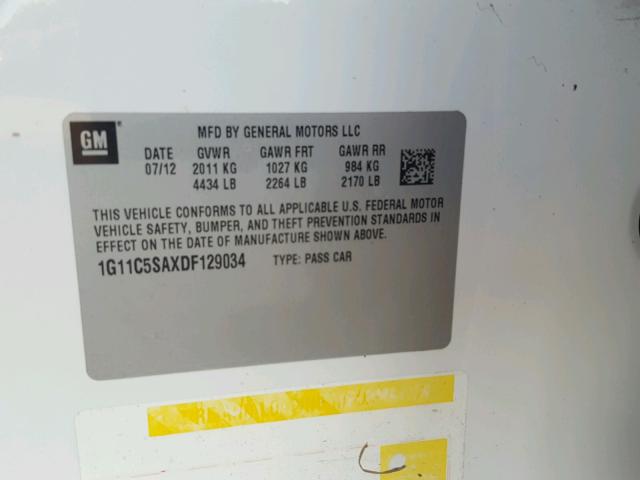 GM
MFD BY GENERAL MOTORS LLC
DATE GVWR GAWR FRT GAWR RR
07/12 2011 KG 1027 KG 984 KG
4434 LB 2264 LB 2170 LB
THIS VEHICLE CONFORMS TO ALL APPLICABLE U.S. FEDERAL MOTOR
VEHICLE SAFETY, BUMPER, AND THEFT PREVENTION STANDARDS IN
EFFECT ON THE DATE OF MANUFACTURE SHOWN ABOVE.
1G11C5SAXDF129034 TYPE: PASS CAR